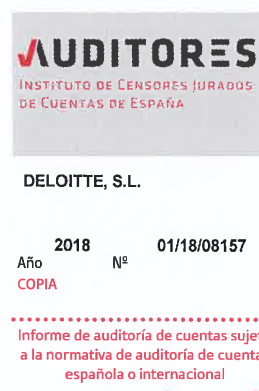 AUDITORES
INSTITUTO DE CENSORES JURADOS
DE CUENTAS DE ESPAÑA
DELOITTE, S.L.
2018 01/18/08157
Año Nº
COPIA
Informe de auditoría de cuentas sujet
a la normativa de auditoría de cuenta
española o internacional